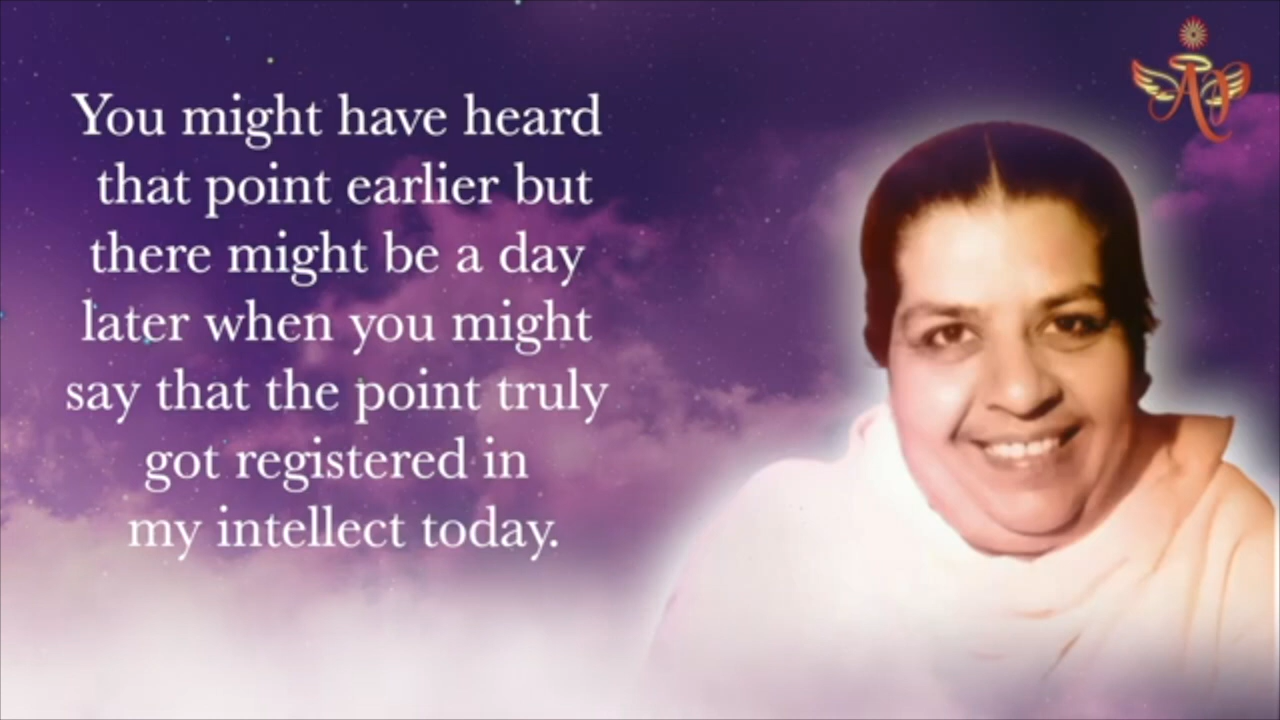 You might have heard
that point earlier but
there might be a day
later when you might
say that the point truly
got registered in
my intellect today.